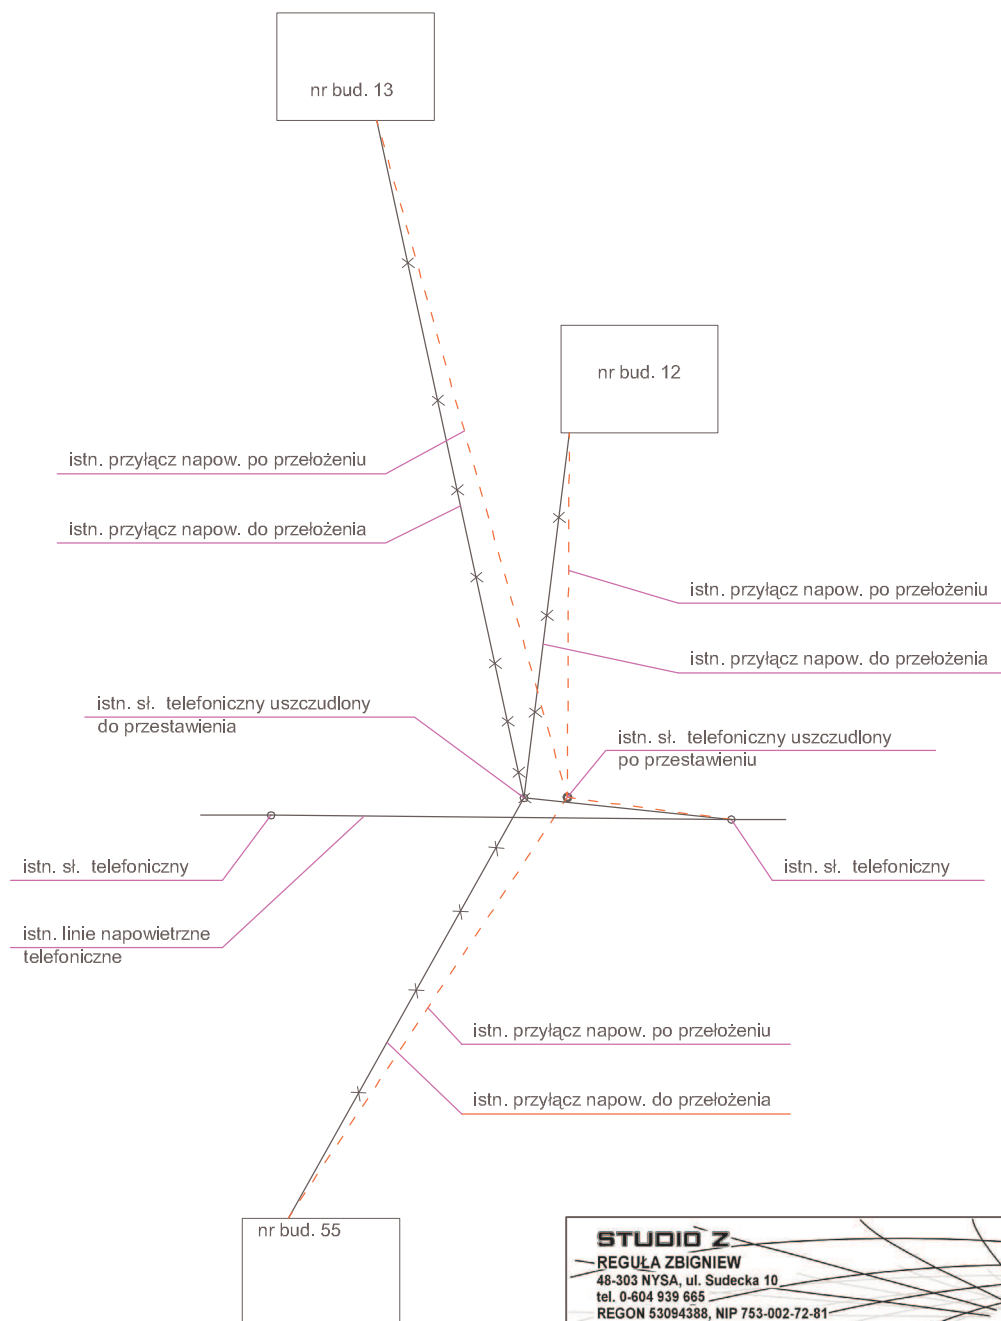 nr bud. 13
nr bud. 12
istn. przyłącz napow. po przełożeniu
istn. przyłącz napow. do przełożenia
istn. przyłącz napow. po przełożeniu
istn. przyłącz napow. do przełożenia
istn. sł. telefoniczny uszczudlony
do przestawienia
istn. sł. telefoniczny uszczudlony
po przestawieniu
istn. sł. telefoniczny
istn. sł. telefoniczny
istn. linie napowietrzne
telefoniczne
istn. przyłącz napow. po przełożeniu
istn. przyłącz napow. do przełożenia
nr bud. 55
STUDIO Z
REGUŁA ZBIGNIEW
48-303 NYSA, ul. Sudecka 10
tel. 0-604 939 665
REGON 53094388, NIP 753-002-72-81